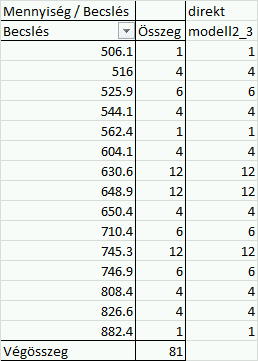 Mennyiség / Becslés direkt
Becslés Összeg modell2_3
506.1 1 1
516 4 4
525.9 6 6
544.1 4 4
562.4 1 1
604.1 4 4
630.6 12 12
648.9 12 12
650.4 4 4
710.4 6 6
745.3 12 12
746.9 6 6
808.4 4 4
826.6 4 4
882.4 1 1
Végösszeg 81